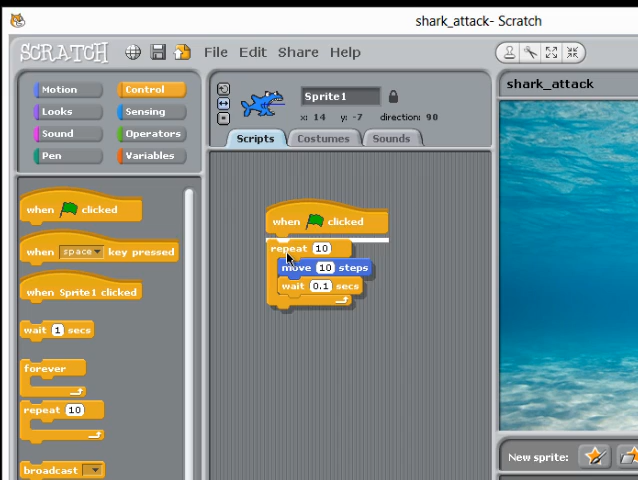 shark_attack- Scratch
SCRATCH File Edit Share Help
Motion Control
Looks Sensing
Sound Operators
Pen Variables
Sprite1
x: 14 y: -7 direction: 90
Scripts Costumes Sounds
shark_attack
when clicked
when space key pressed
when Sprite1 clicked
wait 1 secs
forever
repeat 10
broadcast
when clicked
repeat 10
move 10 steps
wait 0.1 secs
New sprite: